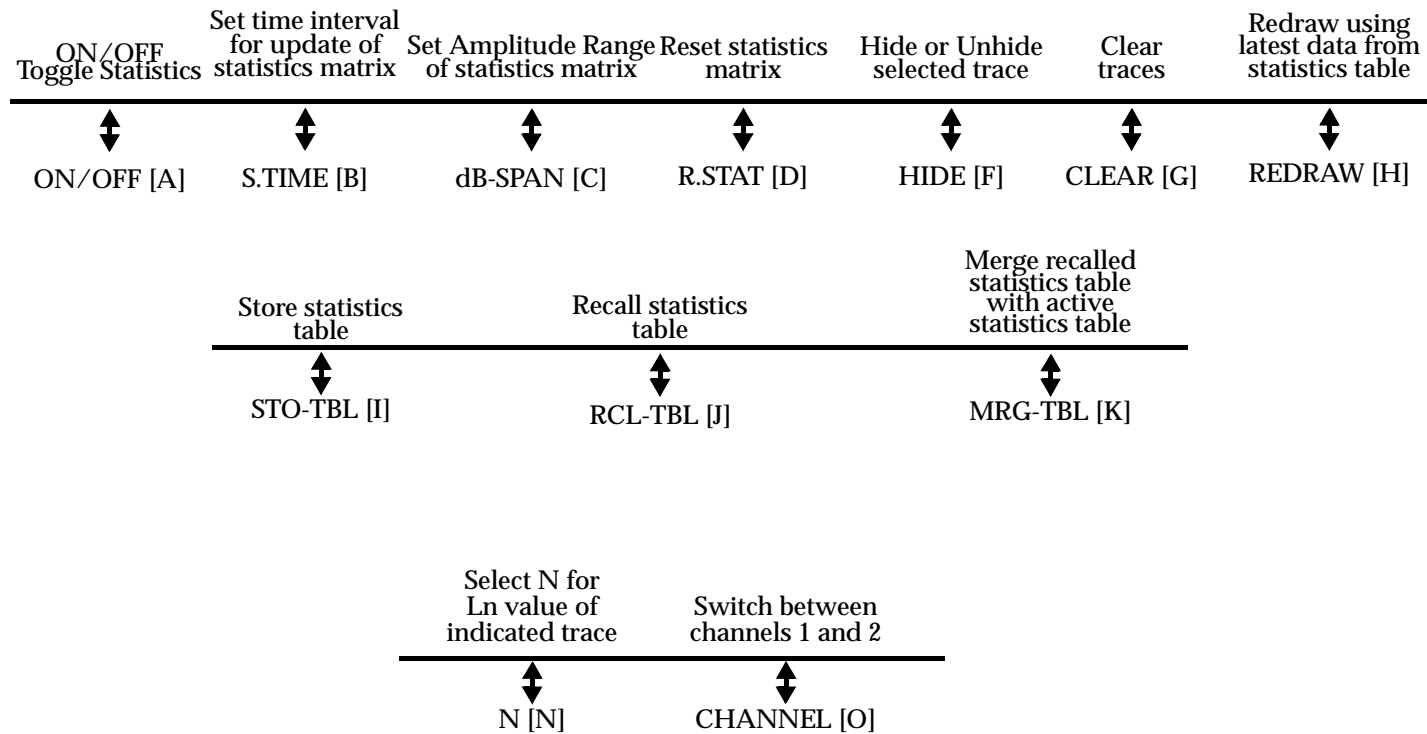 ON/OFF
Toggle Statistics
Set time interval
for update of
statistics matrix
Set Amplitude Range
of statistics matrix
Reset statistics
matrix
Hide or Unhide
selected trace
Clear
traces
Redraw using
latest data from
statistics table
ON/OFF [A]
S.TIME [B]
dB-SPAN [C]
R.STAT [D]
HIDE [F]
CLEAR [G]
REDRAW [H]
Store statistics
table
Recall statistics
table
Merge recalled
statistics table
with active
statistics table
STO-TBL [I]
RCL-TBL [J]
MRG-TBL [K]
Select N for
Ln value of
indicated trace
Switch between
channels 1 and 2
N [N]
CHANNEL [O]